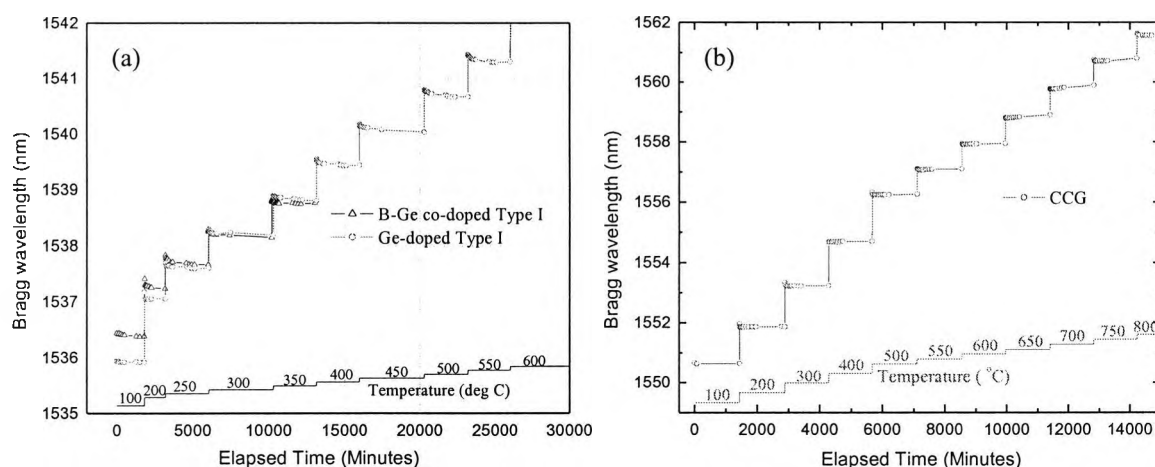 (a)
Bragg wavelength (nm)
1542
1541
1540
1539
1538
1537
1536
1535
B-Ge co-doped Type I
Ge-doped Type I
100 200 250 300 350 400 450 500 550 600
Temperature (deg C)
0 5000 10000 15000 20000 25000 30000
Elapsed Time (Minutes)
(b)
Bragg wavelength (nm)
1562
1560
1558
1556
1554
1552
1550
CCG
100 200 300 400 500 550 600 650 700 750 800
Temperature (°C)
0 2000 4000 6000 8000 10000 12000 14000
Elapsed Time (Minutes)